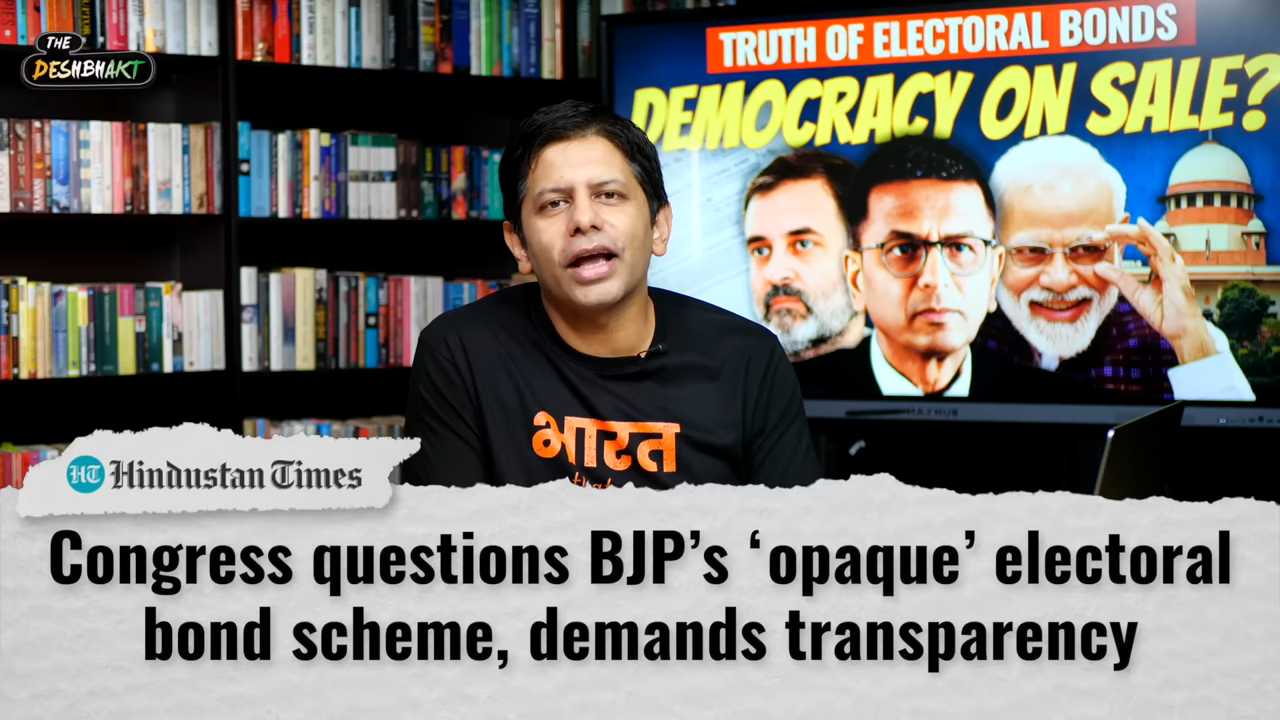 THE
DESHBHAKT
TRUTH OF ELECTORAL BONDS
DEMOCRACY ON SALE?
MAXHUB
भारत
HT Hindustan Times
Congress questions BJP’s ‘opaque’ electoral
bond scheme, demands transparency